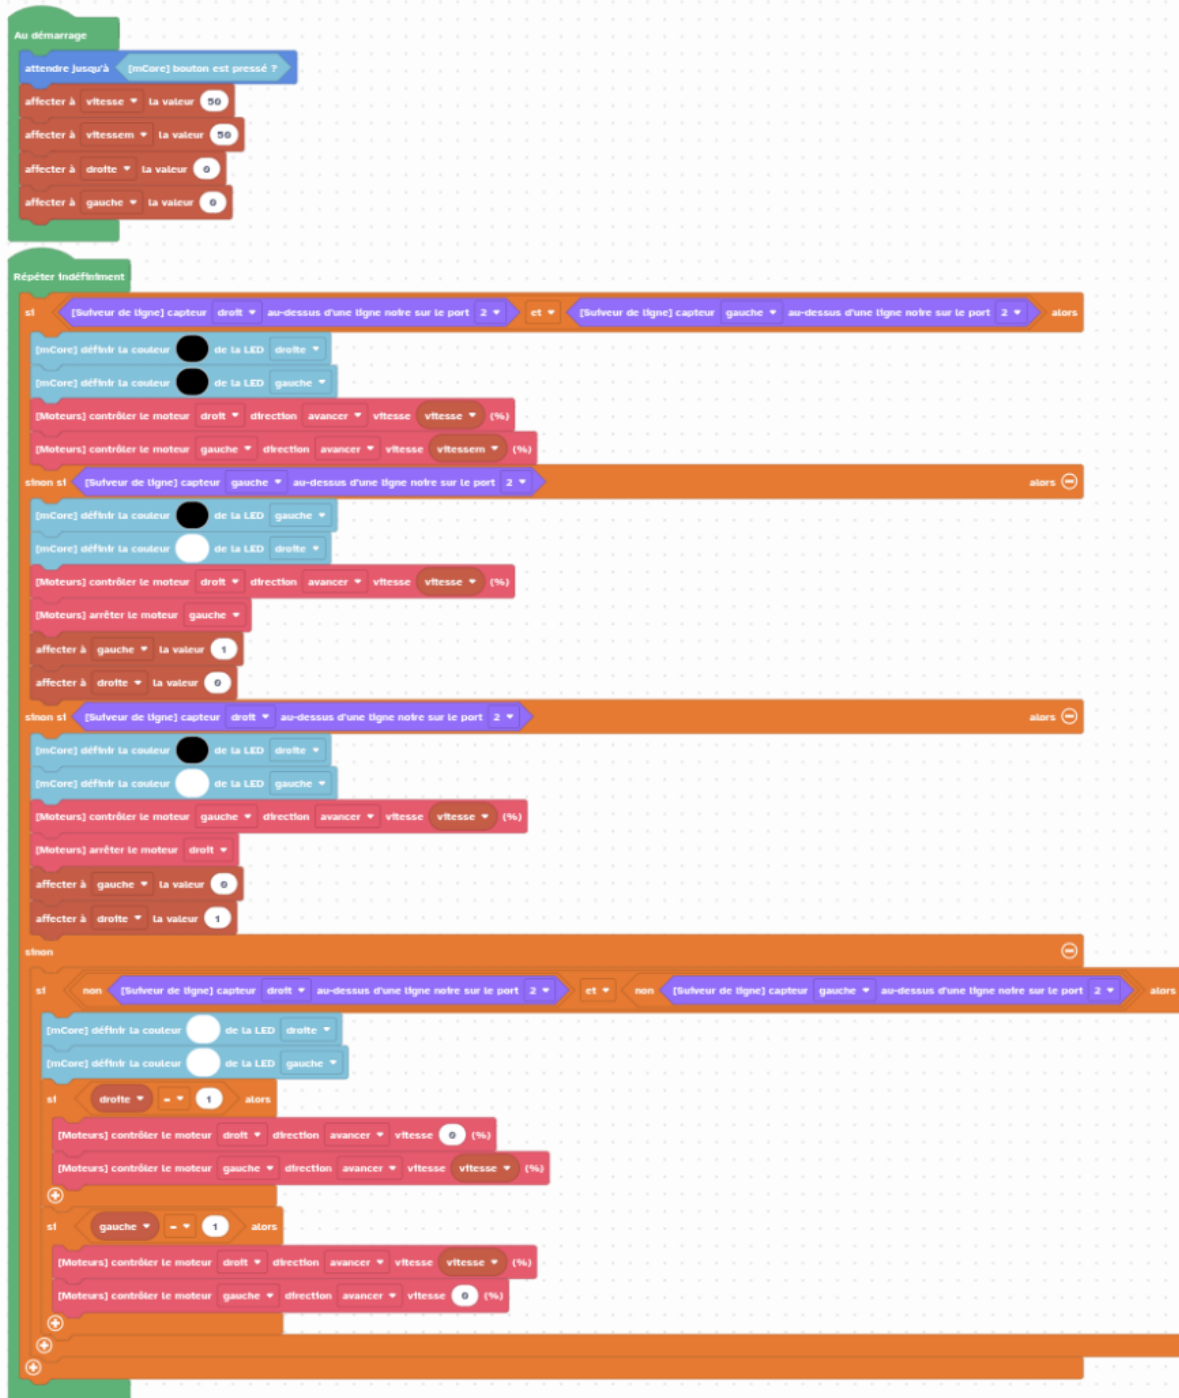 Au démarrage
attendre jusqu'à [mCore] bouton est pressé ?
affecter à vitesse la valeur 50
affecter à vitessem la valeur 50
affecter à droite la valeur 0
affecter à gauche la valeur 0
Répéter indéfiniment
si [Suiveur de ligne] capteur droit au-dessus d'une ligne noire sur le port 2 et [Suiveur de ligne] capteur gauche au-dessus d'une ligne noire sur le port 2 alors
[mCore] définir la couleur de la LED droite
[mCore] définir la couleur de la LED gauche
[Moteurs] contrôler le moteur droit direction avancer vitesse vitesse (%)
[Moteurs] contrôler le moteur gauche direction avancer vitesse vitessem (%)
sinon si [Suiveur de ligne] capteur gauche au-dessus d'une ligne noire sur le port 2 alors
[mCore] définir la couleur de la LED gauche
[mCore] définir la couleur de la LED droite
[Moteurs] contrôler le moteur droit direction avancer vitesse vitesse (%)
[Moteurs] arrêter le moteur gauche
affecter à gauche la valeur 1
affecter à droite la valeur 0
sinon si [Suiveur de ligne] capteur droit au-dessus d'une ligne noire sur le port 2 alors
[mCore] définir la couleur de la LED droite
[mCore] définir la couleur de la LED gauche
[Moteurs] contrôler le moteur gauche direction avancer vitesse vitesse (%)
[Moteurs] arrêter le moteur droit
affecter à gauche la valeur 0
affecter à droite la valeur 1
sinon
si non [Suiveur de ligne] capteur droit au-dessus d'une ligne noire sur le port 2 et non [Suiveur de ligne] capteur gauche au-dessus d'une ligne noire sur le port 2 alors
[mCore] définir la couleur de la LED droite
[mCore] définir la couleur de la LED gauche
si droite = 1 alors
[Moteurs] contrôler le moteur droit direction avancer vitesse 0 (%)
[Moteurs] contrôler le moteur gauche direction avancer vitesse vitesse (%)
si gauche = 1 alors
[Moteurs] contrôler le moteur droit direction avancer vitesse vitesse (%)
[Moteurs] contrôler le moteur gauche direction avancer vitesse 0 (%)